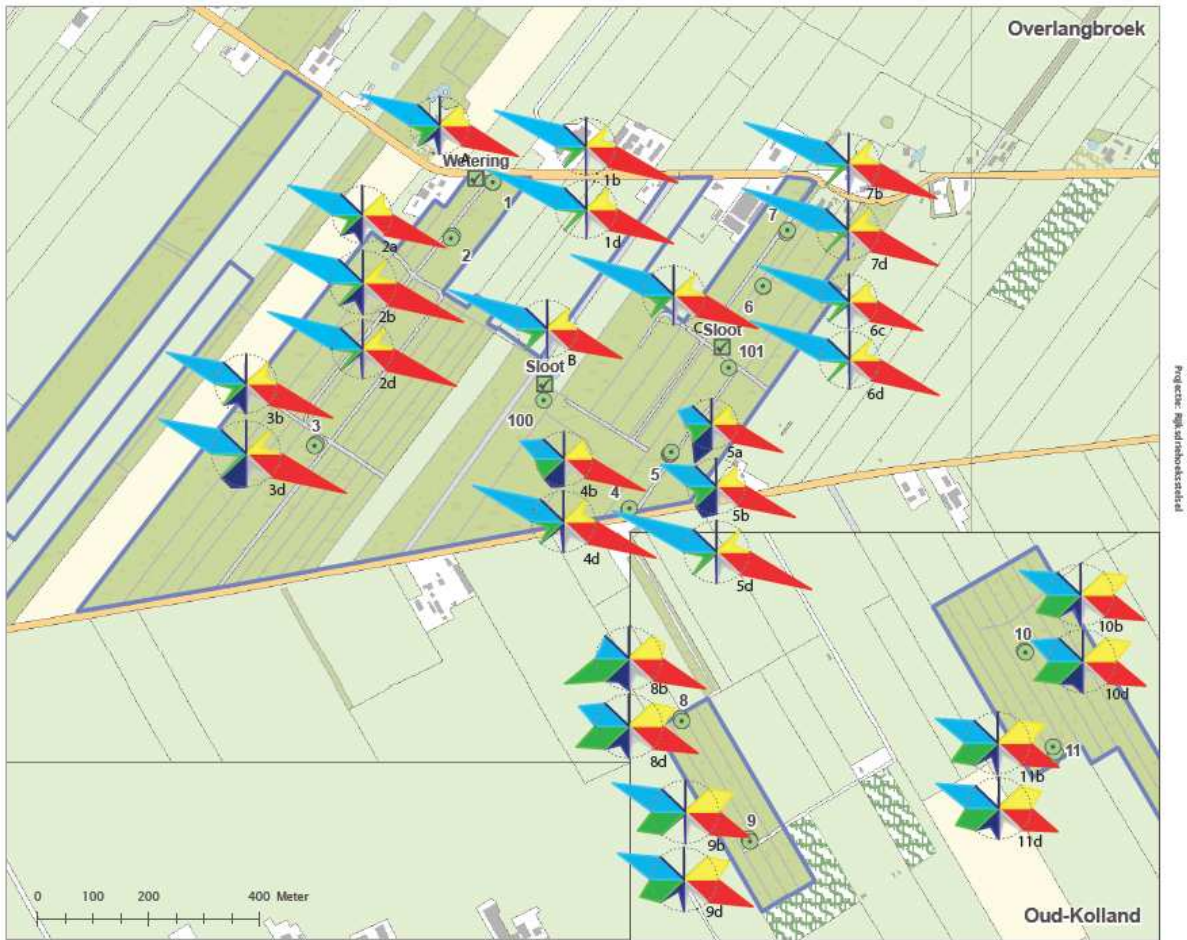 Overlangbroek
A
Wetering
1b
7b
1
1d
7
7d
2a
2
6
2b
C
6c
B
Sloot
101
Sloot
2d
6d
3b
100
3
5a
3d
4b
5
4
5b
4d
5d
10b
10
8b
10d
8
8d
11
11b
9
9b
11d
9d
0 100 200 400 Meter
Oud-Kolland
Projectie: Rijksdriehoeksstelsel